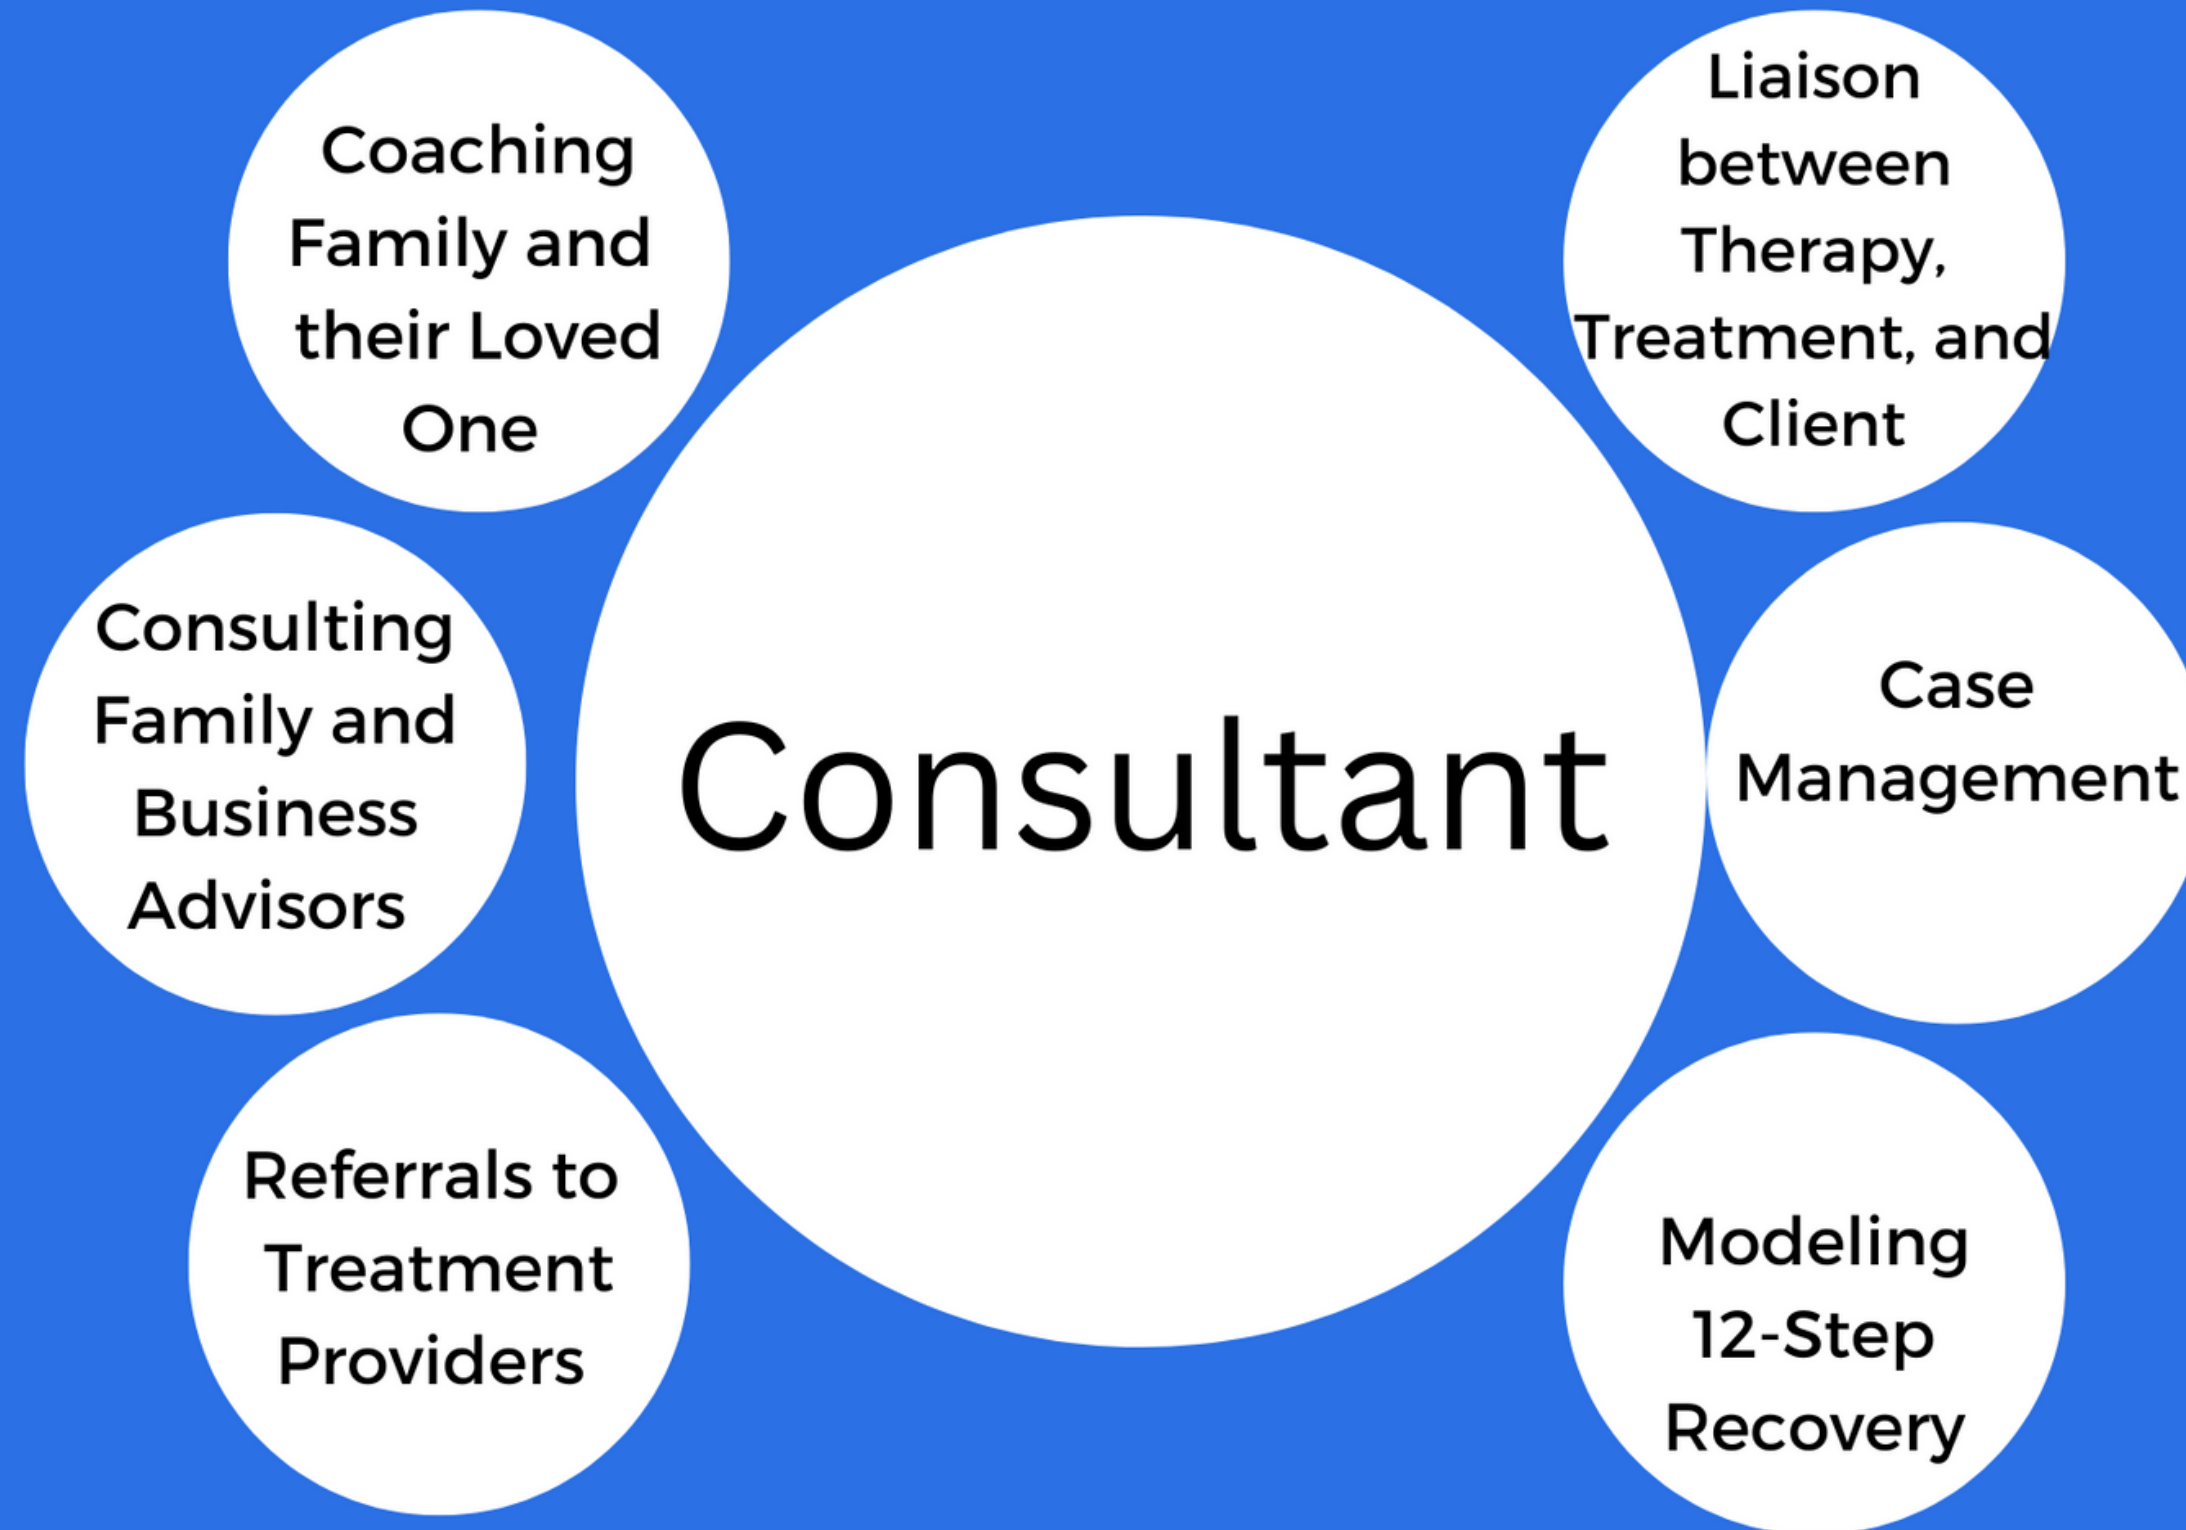 Coaching
Family and
their Loved
One
Liaison
between
Therapy,
Treatment, and
Client
Consulting
Family and
Business
Advisors
Consultant
Case
Management
Referrals to
Treatment
Providers
Modeling
12-Step
Recovery